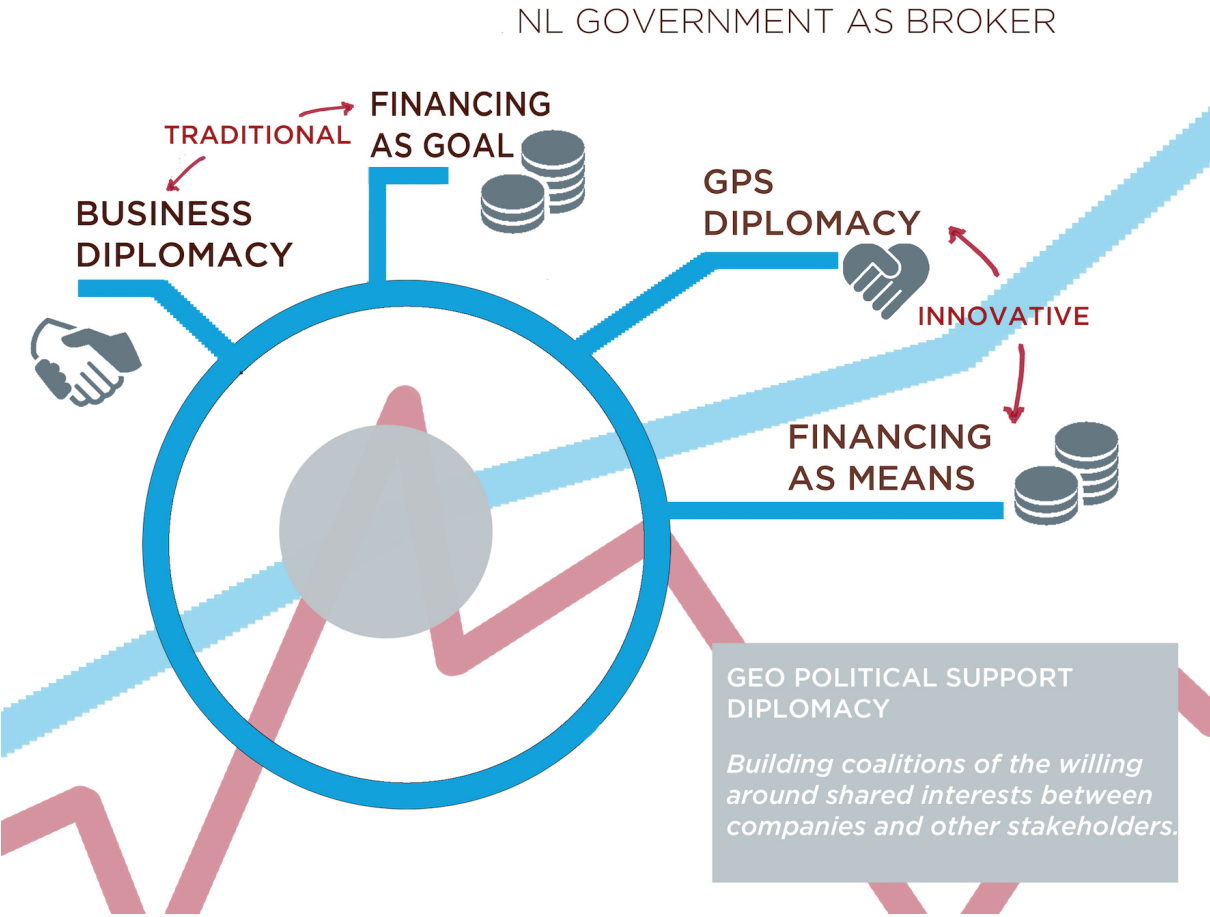 NL GOVERNMENT AS BROKER
FINANCING
AS GOAL
TRADITIONAL
BUSINESS
DIPLOMACY
GPS
DIPLOMACY
INNOVATIVE
FINANCING
AS MEANS
GEO POLITICAL SUPPORT
DIPLOMACY
Building coalitions of the willing
around shared interests between
companies and other stakeholders.